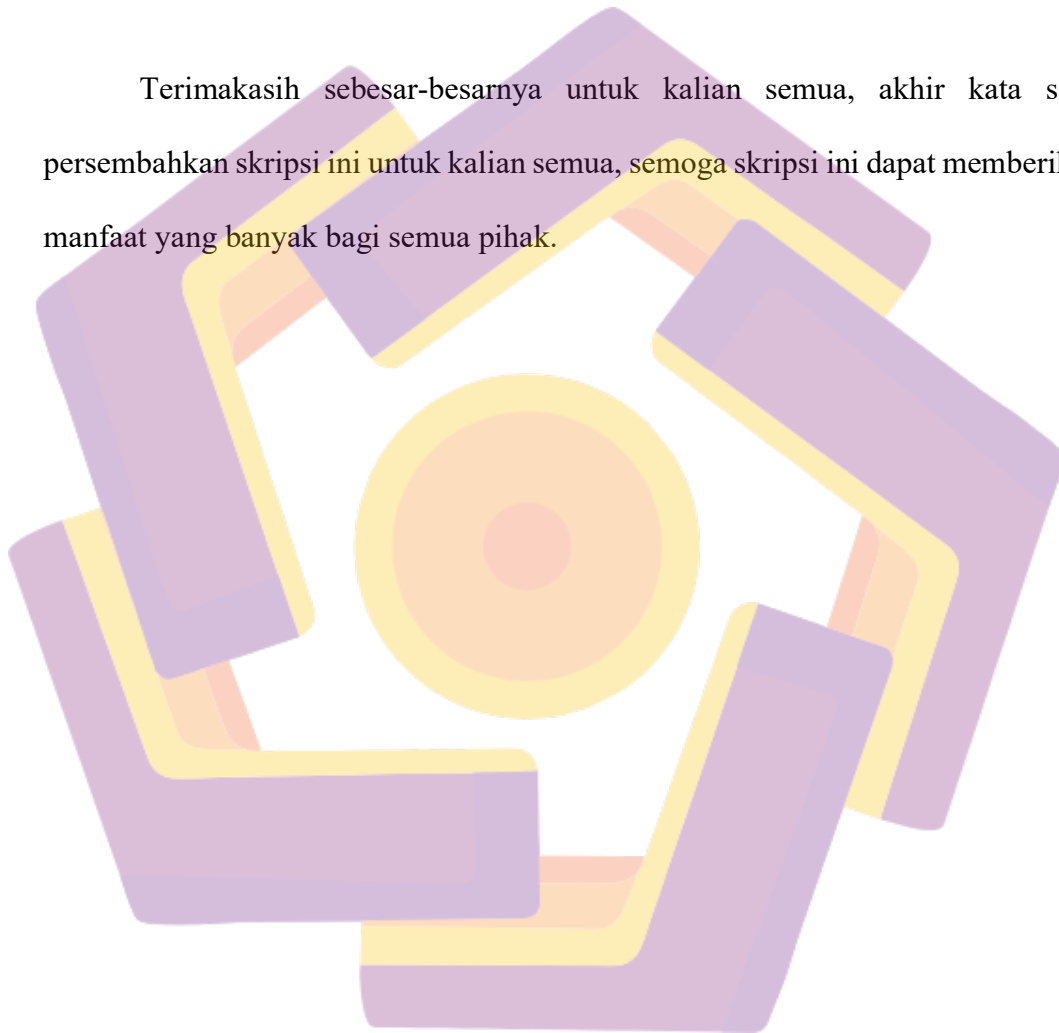 Terimakasih sebesar-besarnya untuk kalian semua, akhir kata
persembahkan skripsi ini untuk kalian semua, semoga skripsi ini dapat
manfaat yang banyak bagi semua pihak.